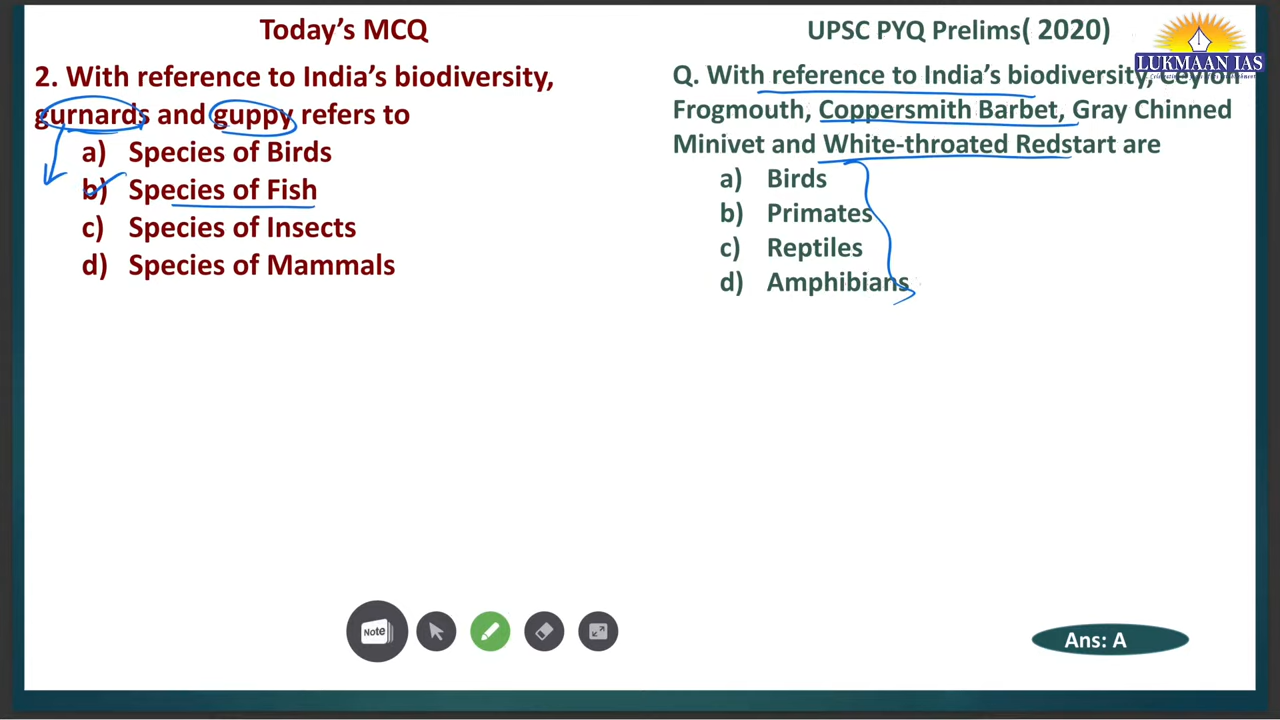 Today's MCQ
2. With reference to India's biodiversity,
gurnards and guppy refers to
a) Species of Birds
b) Species of Fish
c) Species of Insects
d) Species of Mammals
UPSC PYQ Prelims( 2020)
LUKMAAN IAS
Q. With reference to India's biodiversity, Ceylon
Frogmouth, Coppersmith Barbet, Gray Chinned
Minivet and White-throated Redstart are
a) Birds
b) Primates
c) Reptiles
d) Amphibians
Note
Ans: A